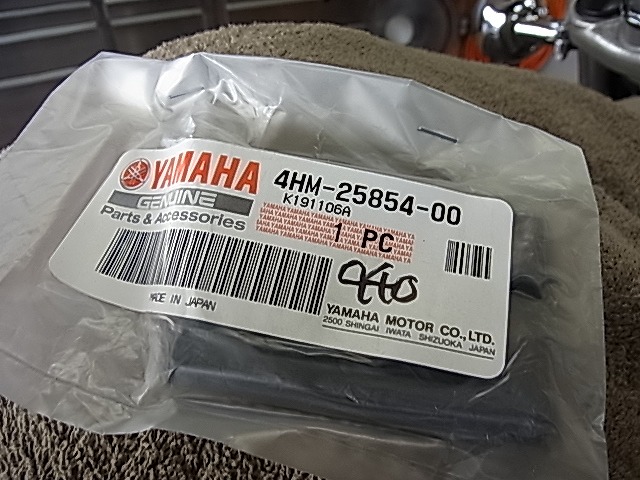 YAMAHA 4HM-25854-00
GENUINE K191106A
Parts & Accessories
1 PC
MADE IN JAPAN
YAMAHA MOTOR CO., LTD.
2500 SHINGAI IWATA SHIZUOKA JAPAN